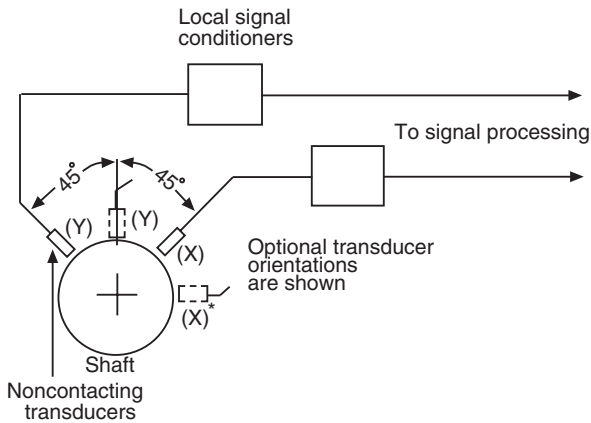 Local signal
conditioners
To signal processing
45°
45°
(Y)
(Y)
(X)
Optional transducer
orientations
are shown
(X)*
Shaft
Noncontacting
transducers